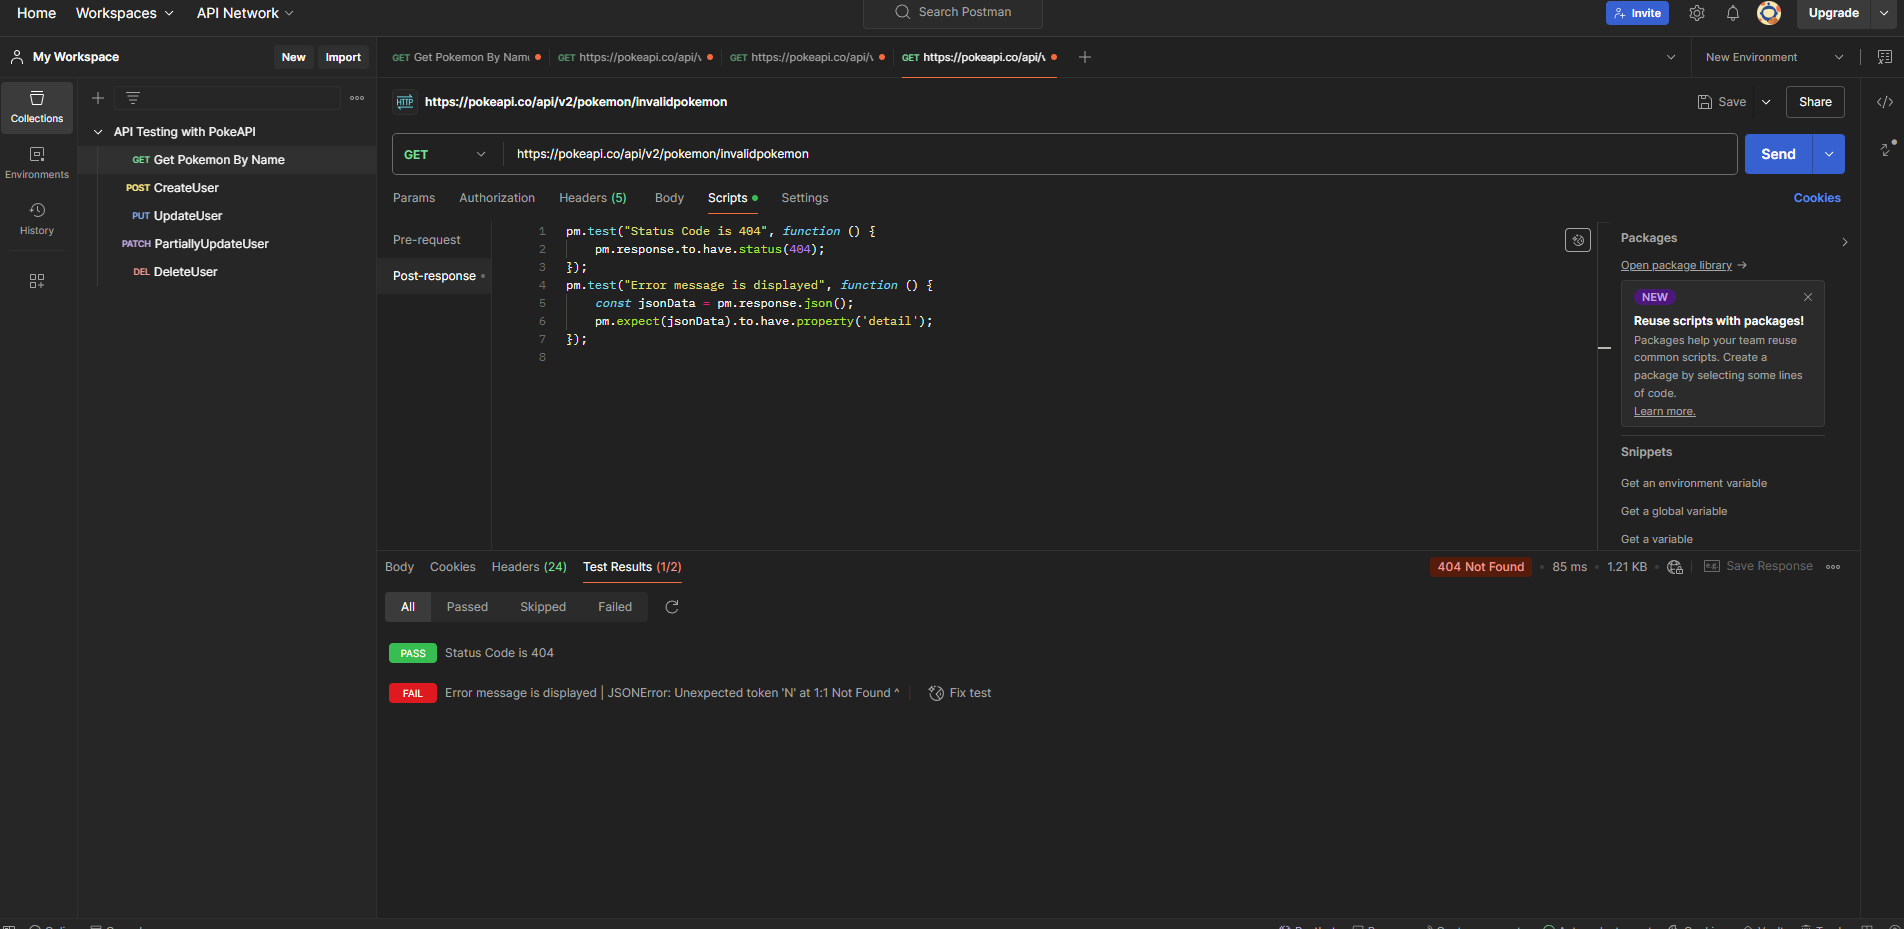 Home Workspaces API Network Search Postman Invite Upgrade
My Workspace New Import
GET Get Pokemon By Nam GET https://pokeapi.co/api/v GET https://pokeapi.co/api/v GET https://pokeapi.co/api/v New Environment
Collections
Environments
History
API Testing with PokeAPI
GET Get Pokemon By Name
POST CreateUser
PUT UpdateUser
PATCH PartiallyUpdateUser
DEL DeleteUser
HTTP https://pokeapi.co/api/v2/pokemon/invalidpokemon Save Share
GET https://pokeapi.co/api/v2/pokemon/invalidpokemon Send
Params Authorization Headers (5) Body Scripts Settings Cookies
Pre-request
Post-response
1 pm.test("Status Code is 404", function () {
2 pm.response.to.have.status(404);
3 });
4 pm.test("Error message is displayed", function () {
5 const jsonData = pm.response.json();
6 pm.expect(jsonData).to.have.property('detail');
7 });
8
Packages
Open package library →
NEW
Reuse scripts with packages!
Packages help your team reuse
common scripts. Create a
package by selecting some lines
of code.
Learn more.
Snippets
Get an environment variable
Get a global variable
Get a variable
Body Cookies Headers (24) Test Results (1/2) 404 Not Found • 85 ms • 1.21 KB • e.g. Save Response
All Passed Skipped Failed
PASS Status Code is 404
FAIL Error message is displayed | JSONError: Unexpected token 'N' at 1:1 Not Found ^ Fix test